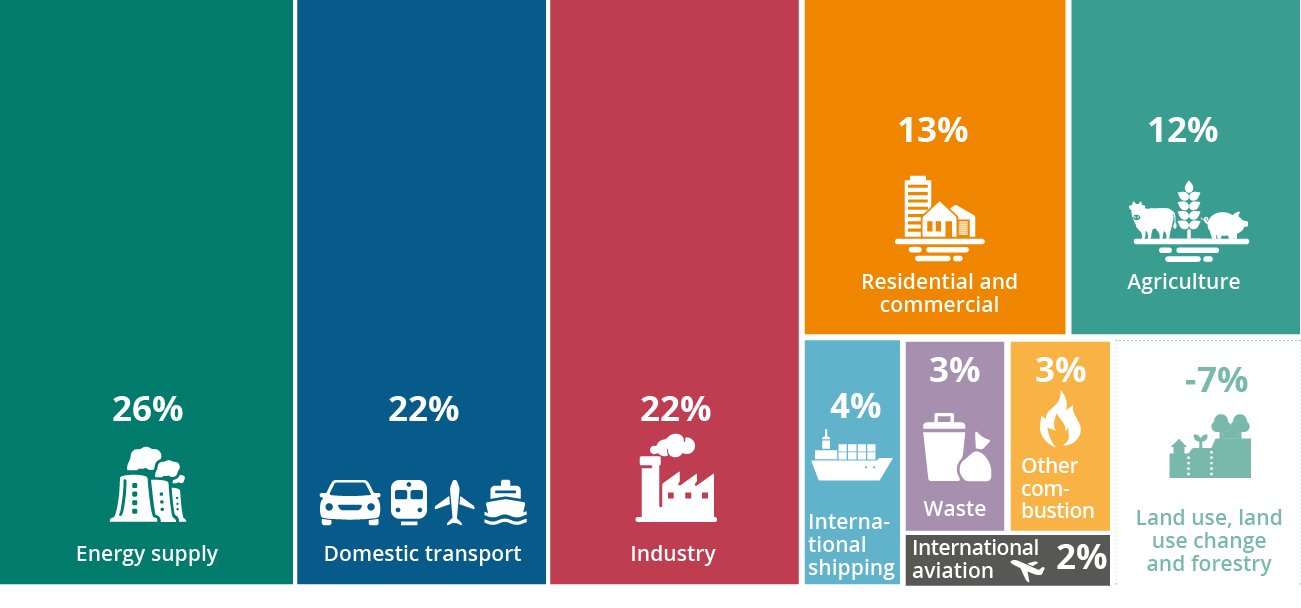 26%
Energy supply
22%
Domestic transport
22%
Industry
13%
Residential and
commercial
12%
Agriculture
4%
Interna-
tional
shipping
3%
Waste
3%
Other
com-
bustion
International
aviation
2%
-7%
Land use, land
use change
and forestry